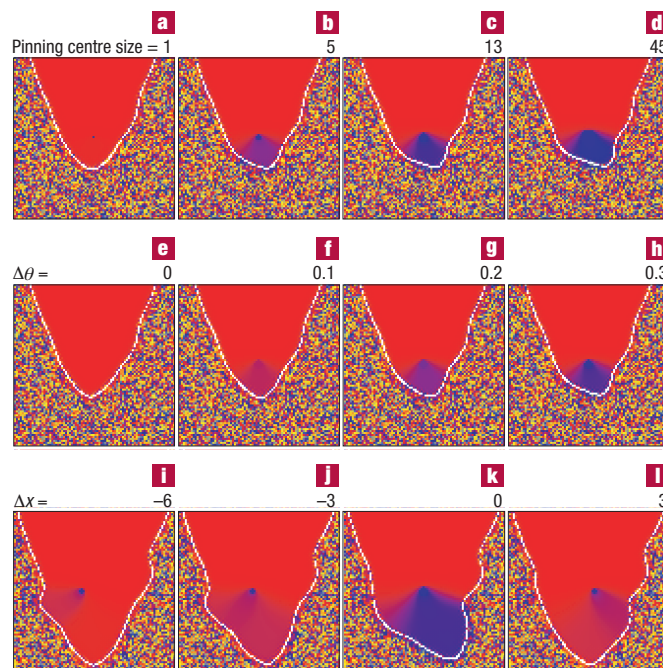 a b c d
Pinning centre size = 1 5 13 45
e f g h
Δθ = 0 0.1 0.2 0.3
i j k l
Δx = –6 –3 0 3